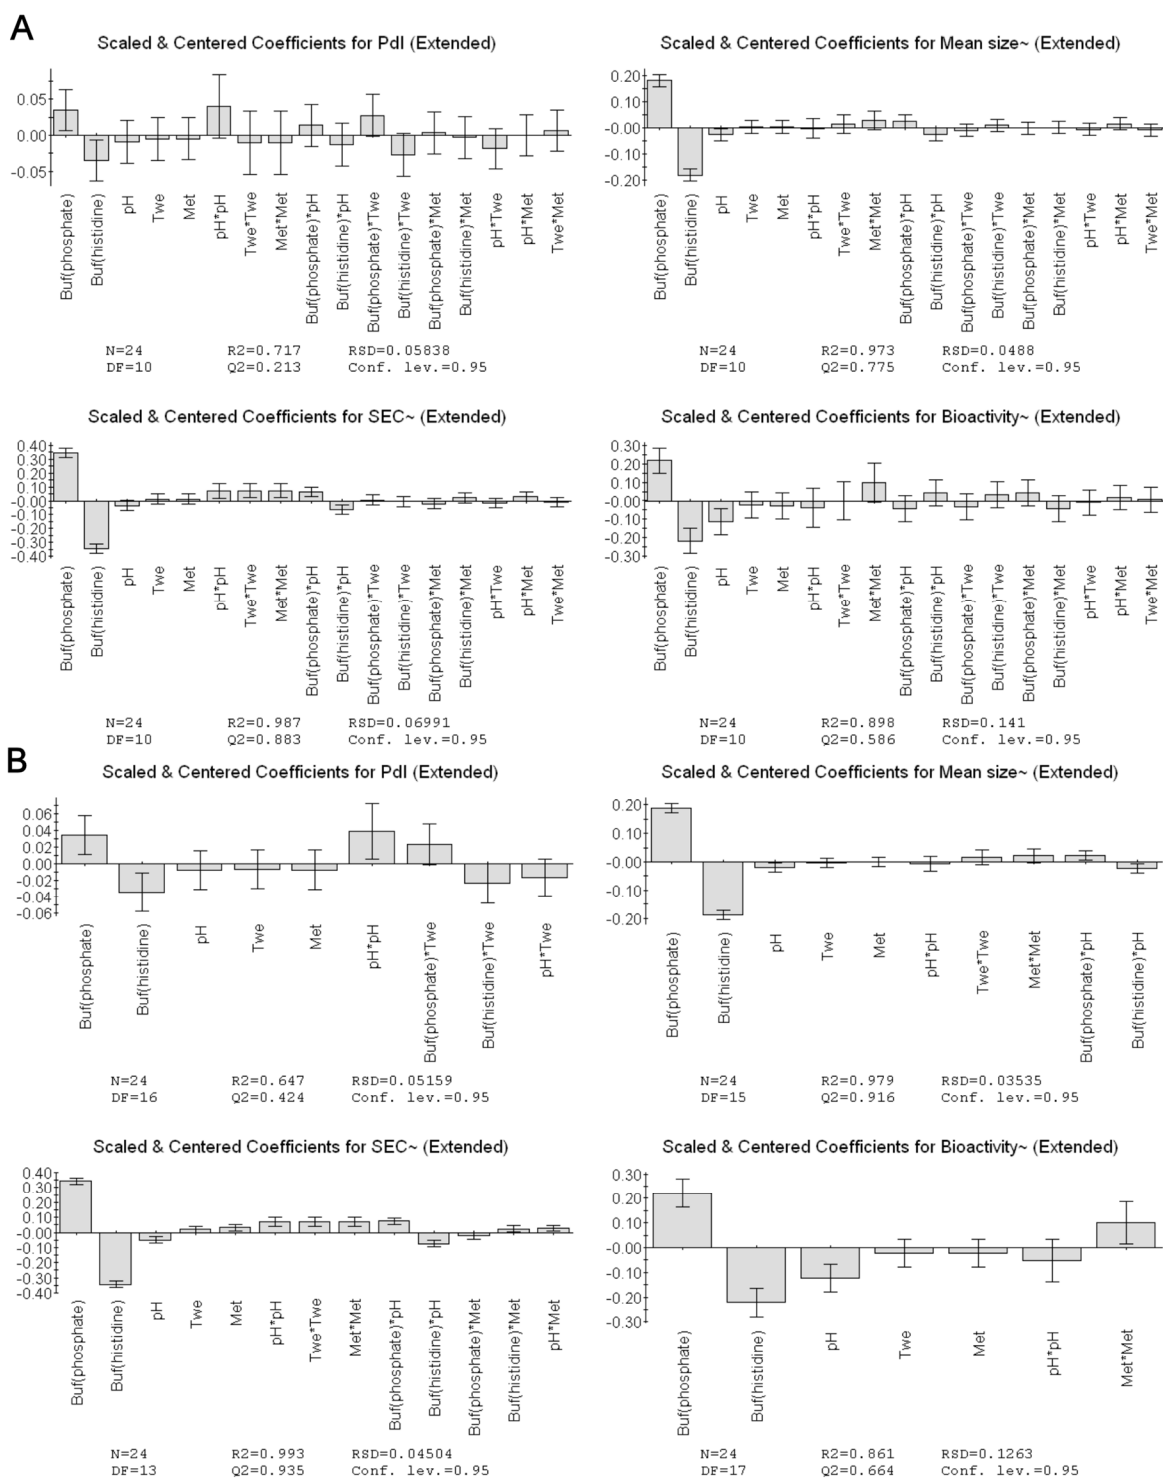 A
Scaled & Centered Coefficients for PdI (Extended)
0.05
0.00
-0.05
Buf(phosphate)
Buf(histidine)
pH
Twe
Met
pH*pH
Twe*Twe
Met*Met
Buf(phosphate)*pH
Buf(histidine)*pH
Buf(phosphate)*Twe
Buf(histidine)*Twe
Buf(phosphate)*Met
Buf(histidine)*Met
pH*Twe
pH*Met
Twe*Met
N=24 R2=0.717 RSD=0.05838
DF=10 Q2=0.213 Conf. lev.=0.95
Scaled & Centered Coefficients for Mean size~ (Extended)
0.20
0.10
-0.00
-0.10
-0.20
Buf(phosphate)
Buf(histidine)
pH
Twe
Met
pH*pH
Twe*Twe
Met*Met
Buf(phosphate)*pH
Buf(histidine)*pH
Buf(phosphate)*Twe
Buf(histidine)*Twe
Buf(phosphate)*Met
Buf(histidine)*Met
pH*Twe
pH*Met
Twe*Met
N=24 R2=0.973 RSD=0.0488
DF=10 Q2=0.775 Conf. lev.=0.95
Scaled & Centered Coefficients for SEC~ (Extended)
0.40
0.30
0.20
0.10
-0.00
-0.10
-0.20
-0.30
-0.40
Buf(phosphate)
Buf(histidine)
pH
Twe
Met
pH*pH
Twe*Twe
Met*Met
Buf(phosphate)*pH
Buf(histidine)*pH
Buf(phosphate)*Twe
Buf(histidine)*Twe
Buf(phosphate)*Met
Buf(histidine)*Met
pH*Twe
pH*Met
Twe*Met
N=24 R2=0.987 RSD=0.06991
DF=10 Q2=0.883 Conf. lev.=0.95
Scaled & Centered Coefficients for Bioactivity~ (Extended)
0.30
0.20
0.10
-0.00
-0.10
-0.20
-0.30
Buf(phosphate)
Buf(histidine)
pH
Twe
Met
pH*pH
Twe*Twe
Met*Met
Buf(phosphate)*pH
Buf(histidine)*pH
Buf(phosphate)*Twe
Buf(histidine)*Twe
Buf(phosphate)*Met
Buf(histidine)*Met
pH*Twe
pH*Met
Twe*Met
N=24 R2=0.898 RSD=0.141
DF=10 Q2=0.586 Conf. lev.=0.95
B
Scaled & Centered Coefficients for PdI (Extended)
0.06
0.04
0.02
0.00
-0.02
-0.04
-0.06
Buf(phosphate)
Buf(histidine)
pH
Twe
Met
pH*pH
Buf(phosphate)*Twe
Buf(histidine)*Twe
pH*Twe
N=24 R2=0.647 RSD=0.05159
DF=16 Q2=0.424 Conf. lev.=0.95
Scaled & Centered Coefficients for Mean size~ (Extended)
0.20
0.10
-0.00
-0.10
-0.20
Buf(phosphate)
Buf(histidine)
pH
Twe
Met
pH*pH
Twe*Twe
Met*Met
Buf(phosphate)*pH
Buf(histidine)*pH
N=24 R2=0.979 RSD=0.03535
DF=15 Q2=0.916 Conf. lev.=0.95
Scaled & Centered Coefficients for SEC~ (Extended)
0.40
0.30
0.20
0.10
-0.00
-0.10
-0.20
-0.30
-0.40
Buf(phosphate)
Buf(histidine)
pH
Twe
Met
pH*pH
Twe*Twe
Met*Met
Buf(phosphate)*pH
Buf(histidine)*pH
Buf(phosphate)*Met
Buf(histidine)*Met
pH*Met
N=24 R2=0.993 RSD=0.04504
DF=13 Q2=0.935 Conf. lev.=0.95
Scaled & Centered Coefficients for Bioactivity~ (Extended)
0.30
0.20
0.10
-0.00
-0.10
-0.20
-0.30
Buf(phosphate)
Buf(histidine)
pH
Twe
Met
pH*pH
Met*Met
N=24 R2=0.861 RSD=0.1263
DF=17 Q2=0.664 Conf. lev.=0.95